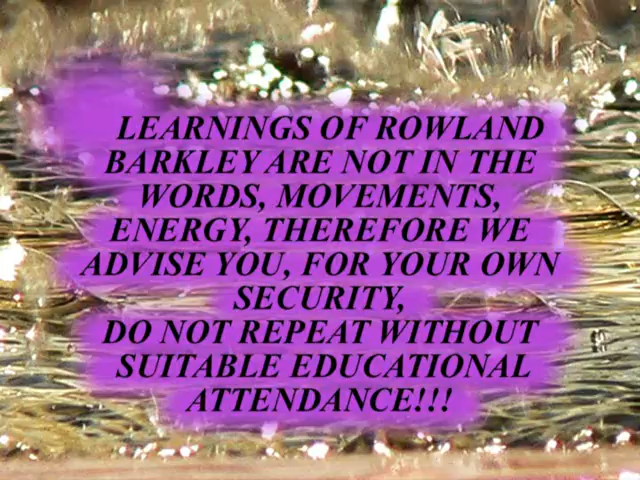 LEARNINGS OF ROWLAND
BARKLEY ARE NOT IN THE
WORDS, MOVEMENTS,
ENERGY, THEREFORE WE
ADVISE YOU, FOR YOUR OWN
SECURITY,
DO NOT REPEAT WITHOUT
SUITABLE EDUCATIONAL
ATTENDANCE!!!